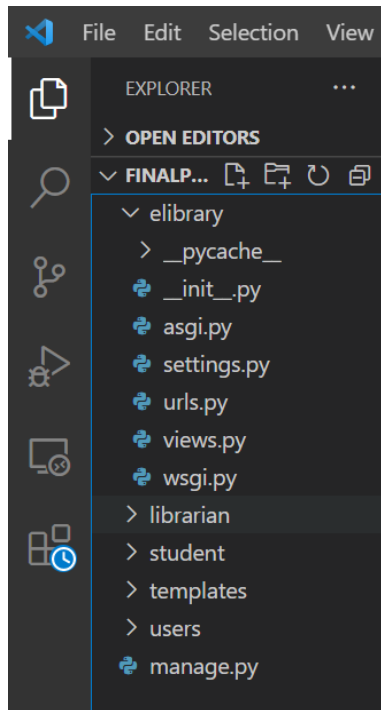 File Edit Selection View
EXPLORER ...
OPEN EDITORS
FINALP...
elibrary
__pycache__
__init__.py
asgi.py
settings.py
urls.py
views.py
wsgi.py
librarian
student
templates
users
manage.py